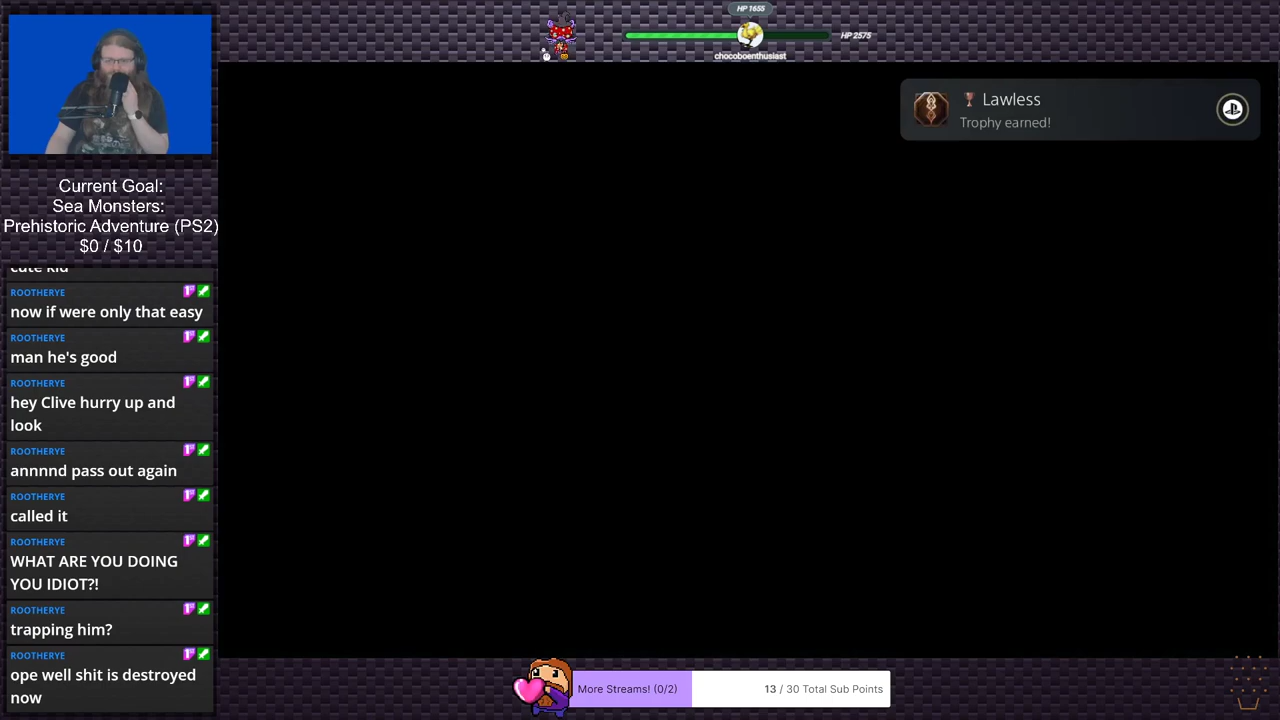 HP 1655
HP 2575
chocoboenthusiast
Lawless
Trophy earned!
Current Goal:
Sea Monsters:
Prehistoric Adventure (PS2)
$0 / $10
cute kid
ROOTHERYE
now if were only that easy
ROOTHERYE
man he's good
ROOTHERYE
hey Clive hurry up and
look
ROOTHERYE
annnnd pass out again
ROOTHERYE
called it
ROOTHERYE
WHAT ARE YOU DOING
YOU IDIOT?!
ROOTHERYE
trapping him?
ROOTHERYE
ope well shit is destroyed
now
More Streams! (0/2)
13 / 30 Total Sub Points